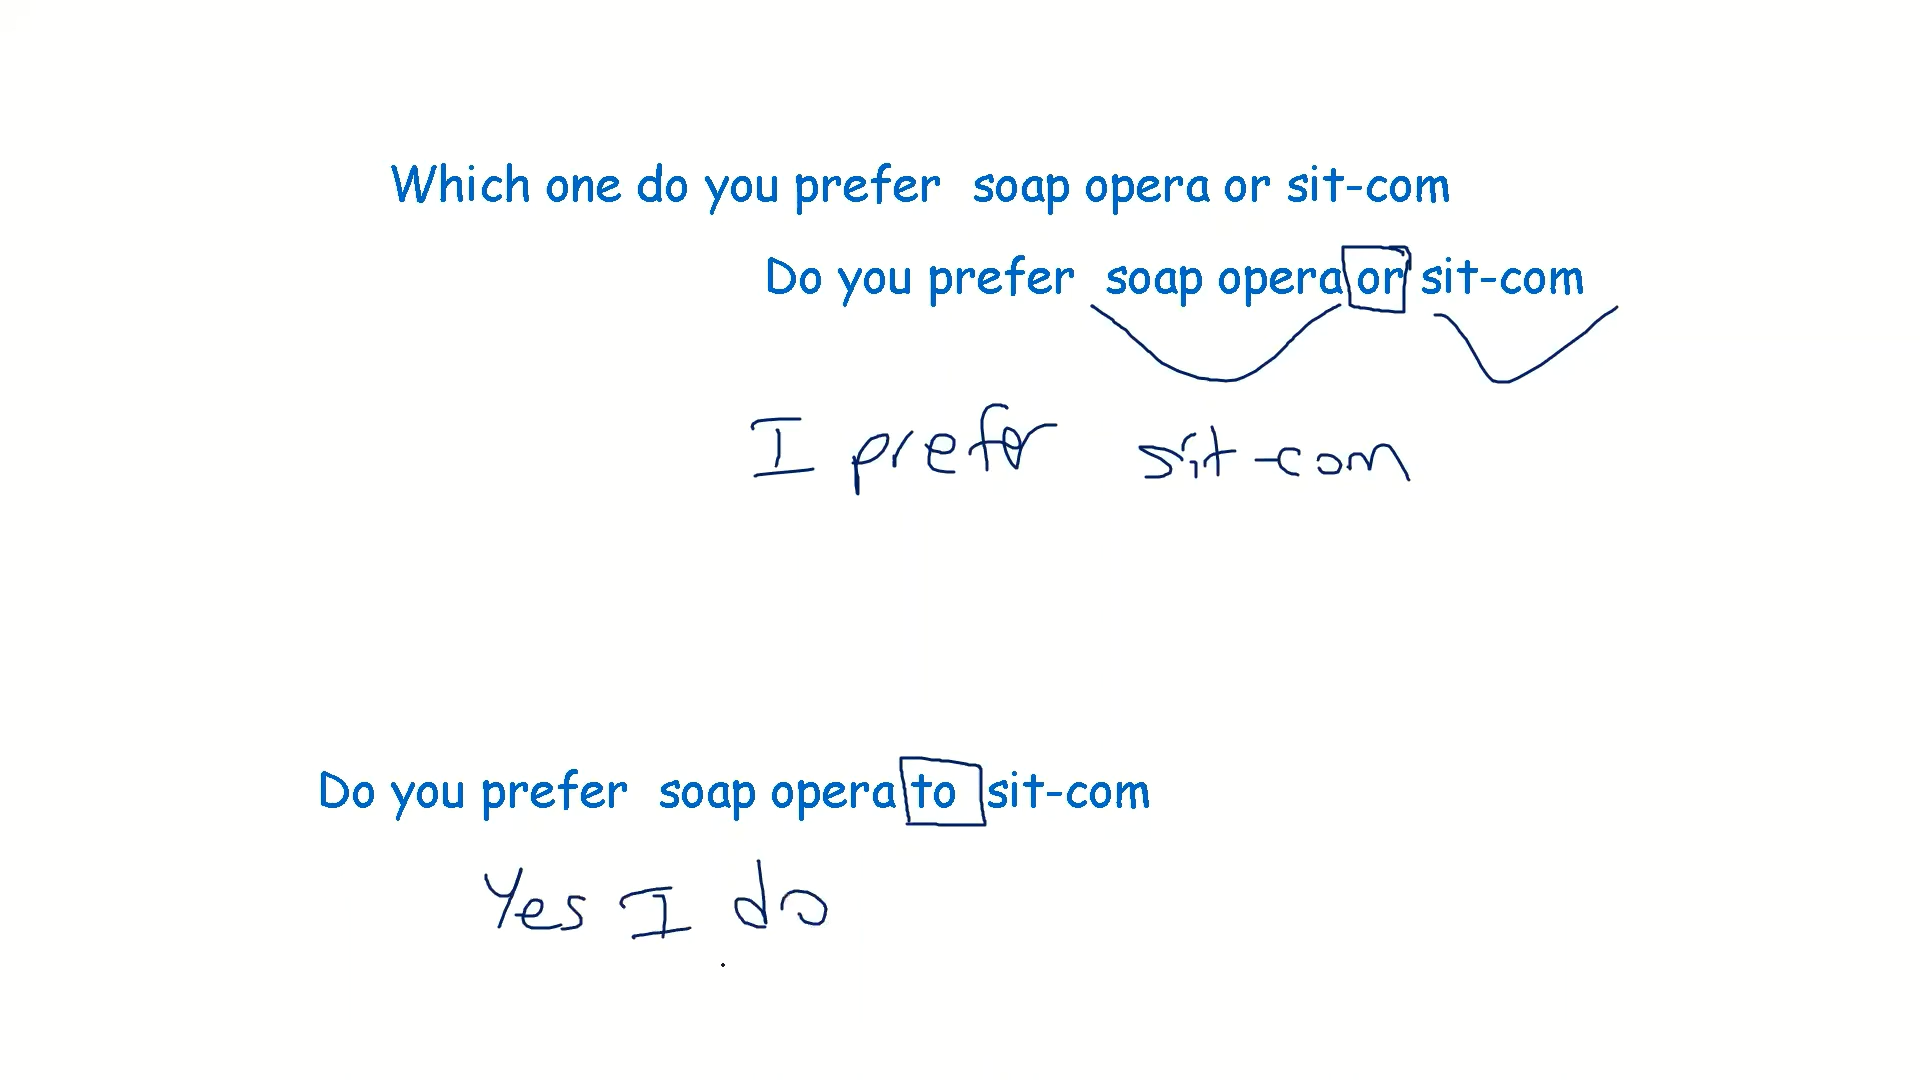 Which one do you prefer soap opera or sit-com
Do you prefer soap opera or sit-com
I prefer sit-com
Do you prefer soap opera to sit-com
Yes I do